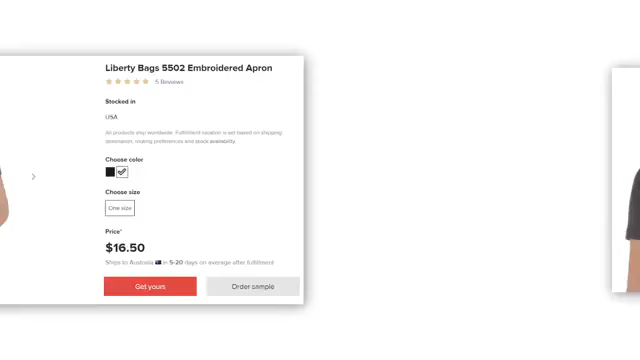 Liberty Bags 5502 Embroidered Apron
5 Reviews
Stocked in
USA
All products ship worldwide. Fulfillment location is set based on shipping
destination, routing preferences and stock availability.
Choose color
Choose size
One size
Price*
$16.50
Ships to Australia in 5-20 days on average after fulfillment
Get yours
Order sample